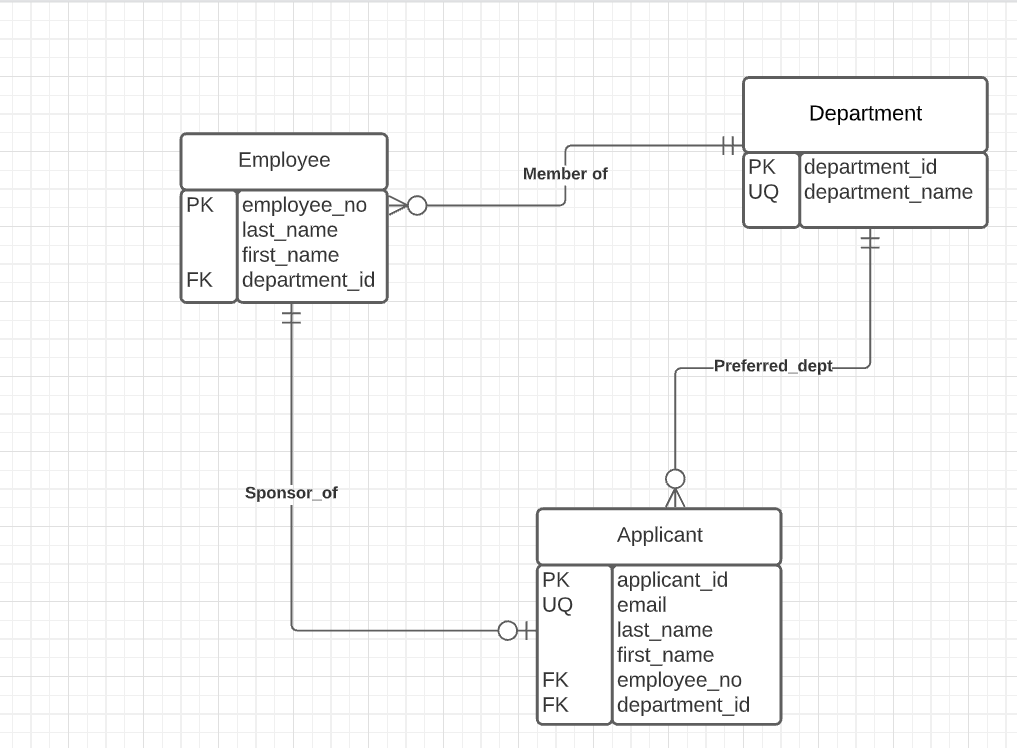 Department
PK department_id
UQ department_name
Member of
Employee
PK employee_no
last_name
first_name
FK department_id
Preferred_dept
Sponsor_of
Applicant
PK applicant_id
UQ email
last_name
first_name
FK employee_no
FK department_id